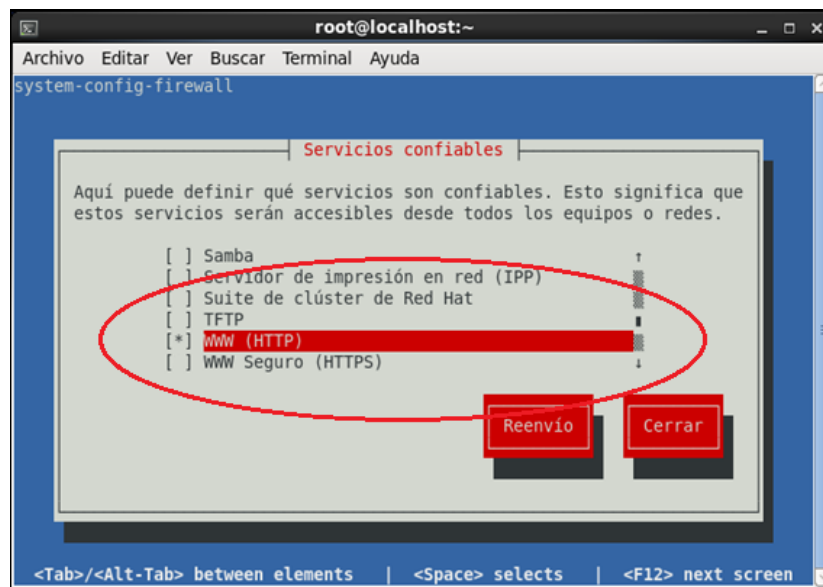 root@localhost:~
Archivo Editar Ver Buscar Terminal Ayuda
system-config-firewall
Servicios confiables
Aquí puede definir qué servicios son confiables. Esto significa que
estos servicios serán accesibles desde todos los equipos o redes.
[ ] Samba
[ ] Servidor de impresión en red (IPP)
[ ] Suite de clúster de Red Hat
[ ] TFTP
[*] WWW (HTTP)
[ ] WWW Seguro (HTTPS)
Reenvío Cerrar
<Tab>/<Alt-Tab> between elements | <Space> selects | <F12> next screen